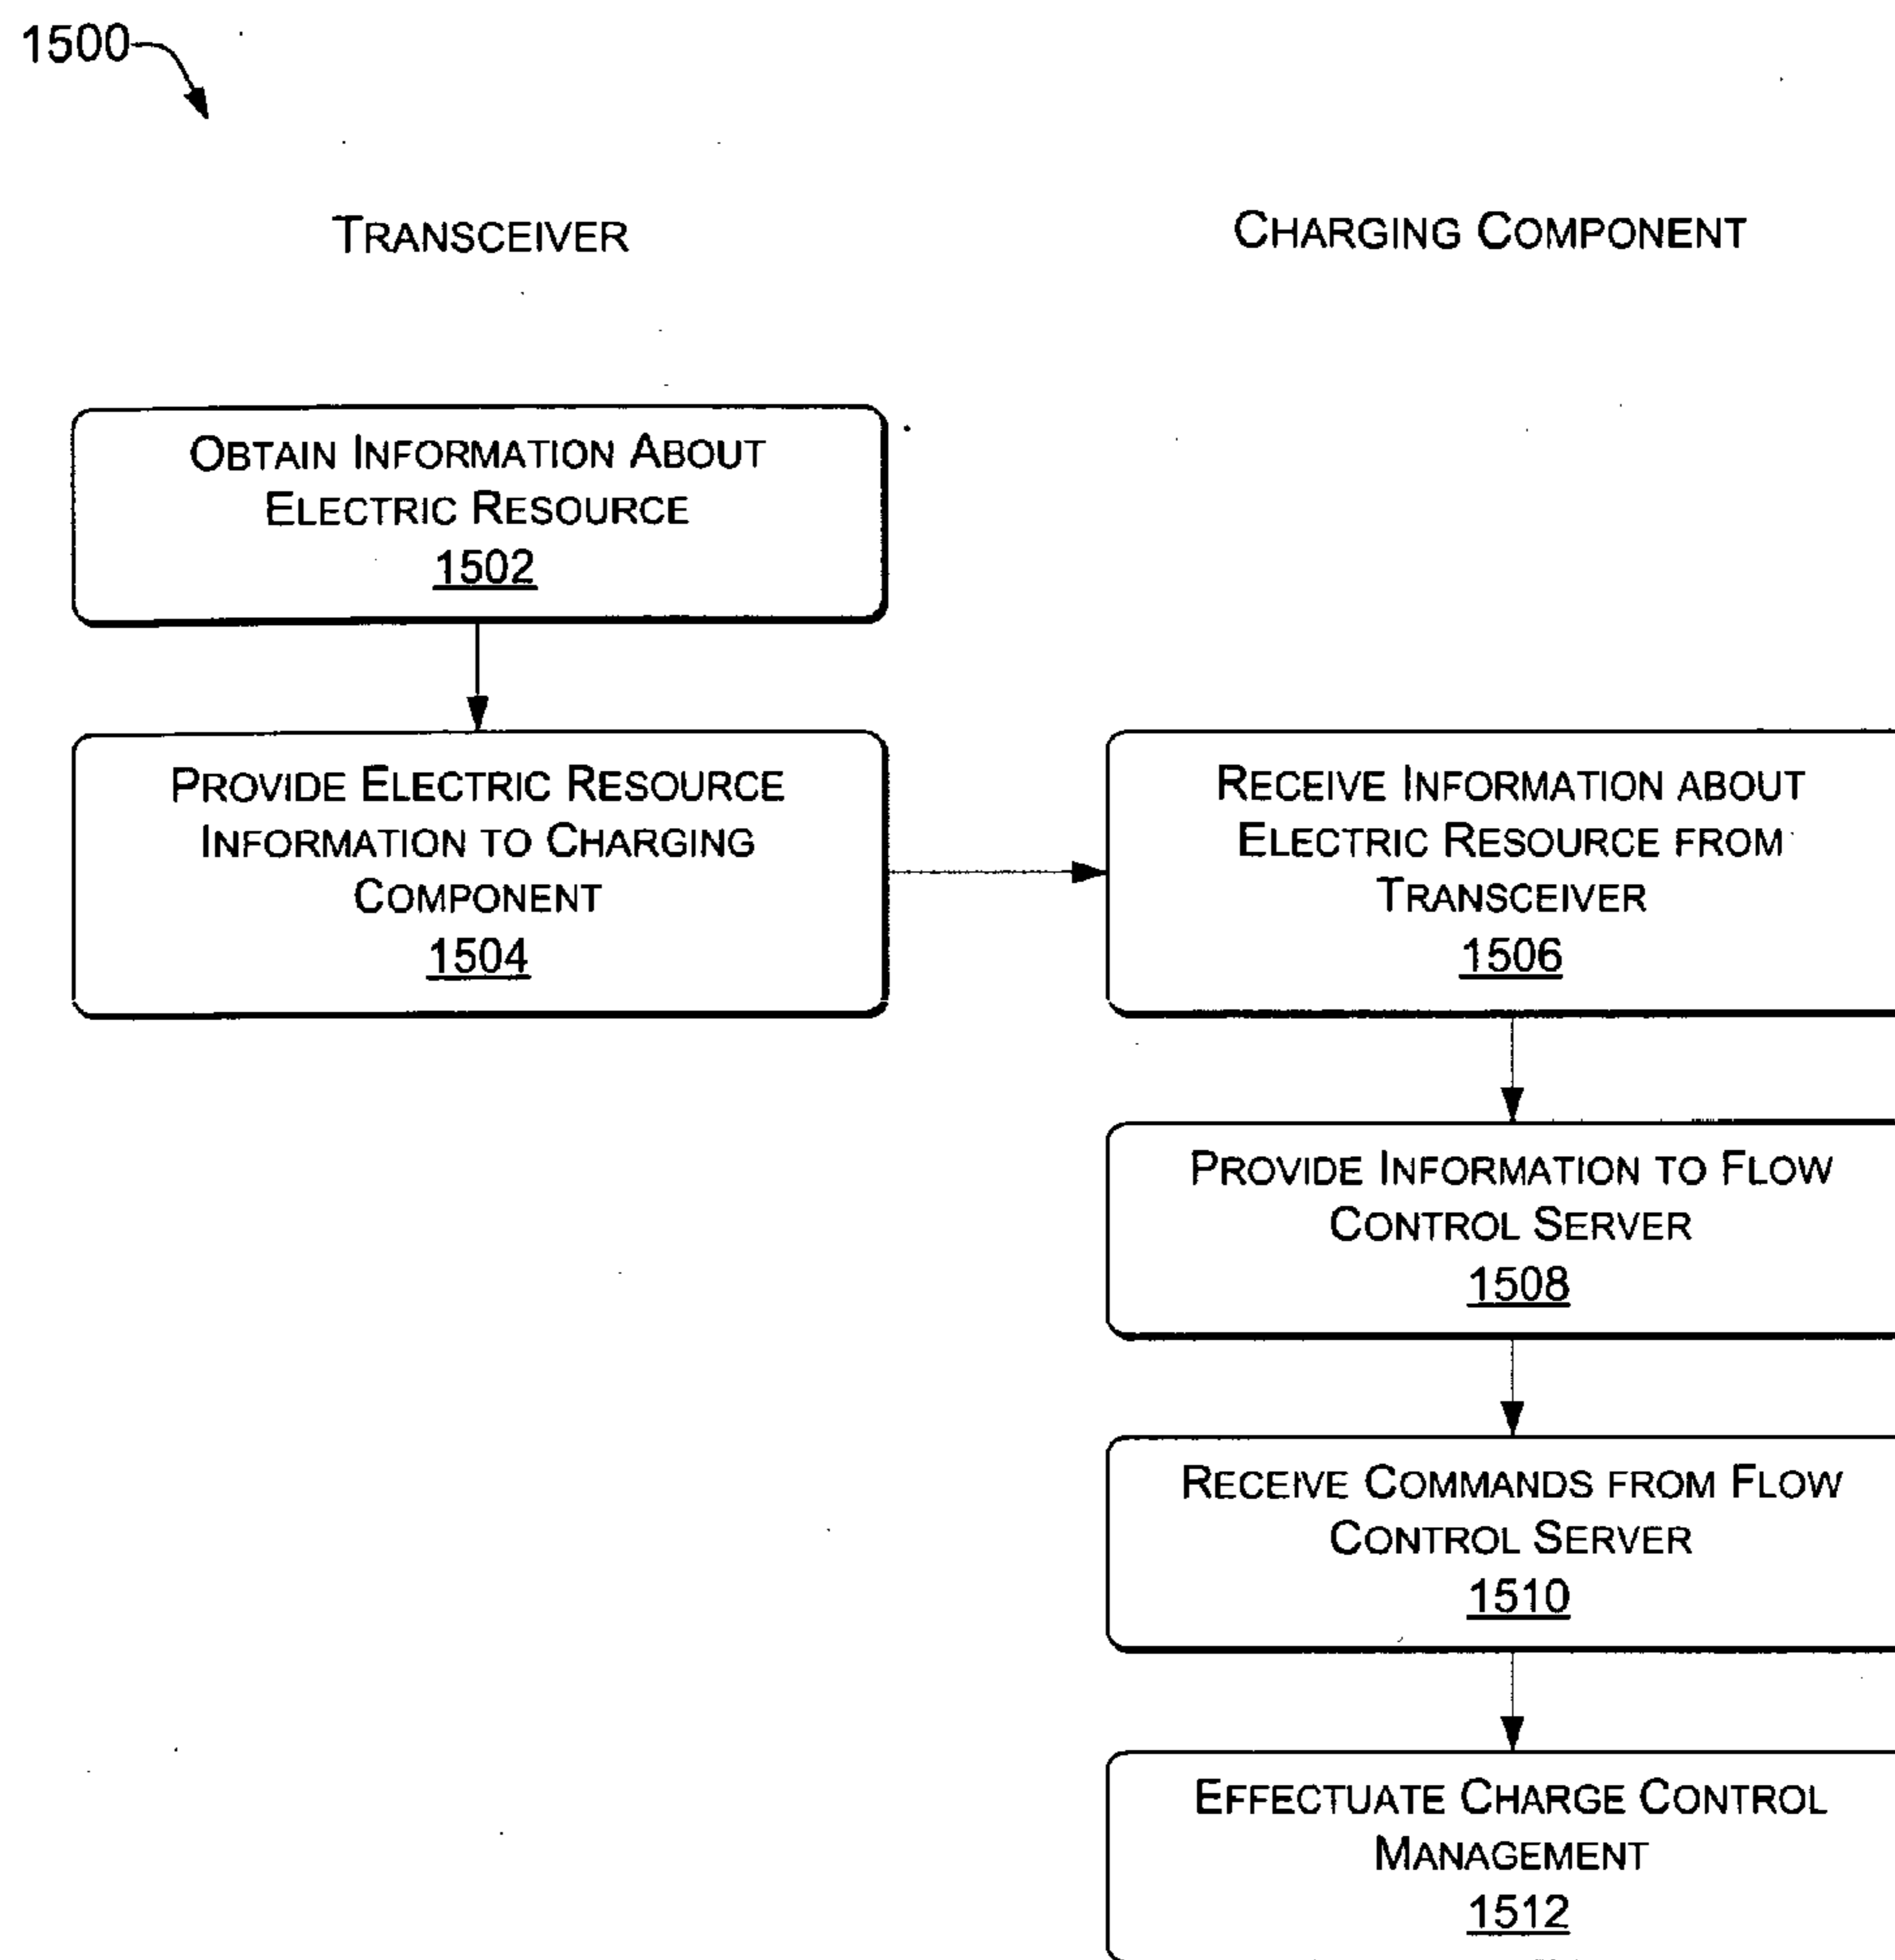 1500
TRANSCEIVER
CHARGING COMPONENT
OBTAIN INFORMATION ABOUT
ELECTRIC RESOURCE
1502
PROVIDE ELECTRIC RESOURCE
INFORMATION TO CHARGING
COMPONENT
1504
RECEIVE INFORMATION ABOUT
ELECTRIC RESOURCE FROM
TRANSCEIVER
1506
PROVIDE INFORMATION TO FLOW
CONTROL SERVER
1508
RECEIVE COMMANDS FROM FLOW
CONTROL SERVER
1510
EFFECTUATE CHARGE CONTROL
MANAGEMENT
1512